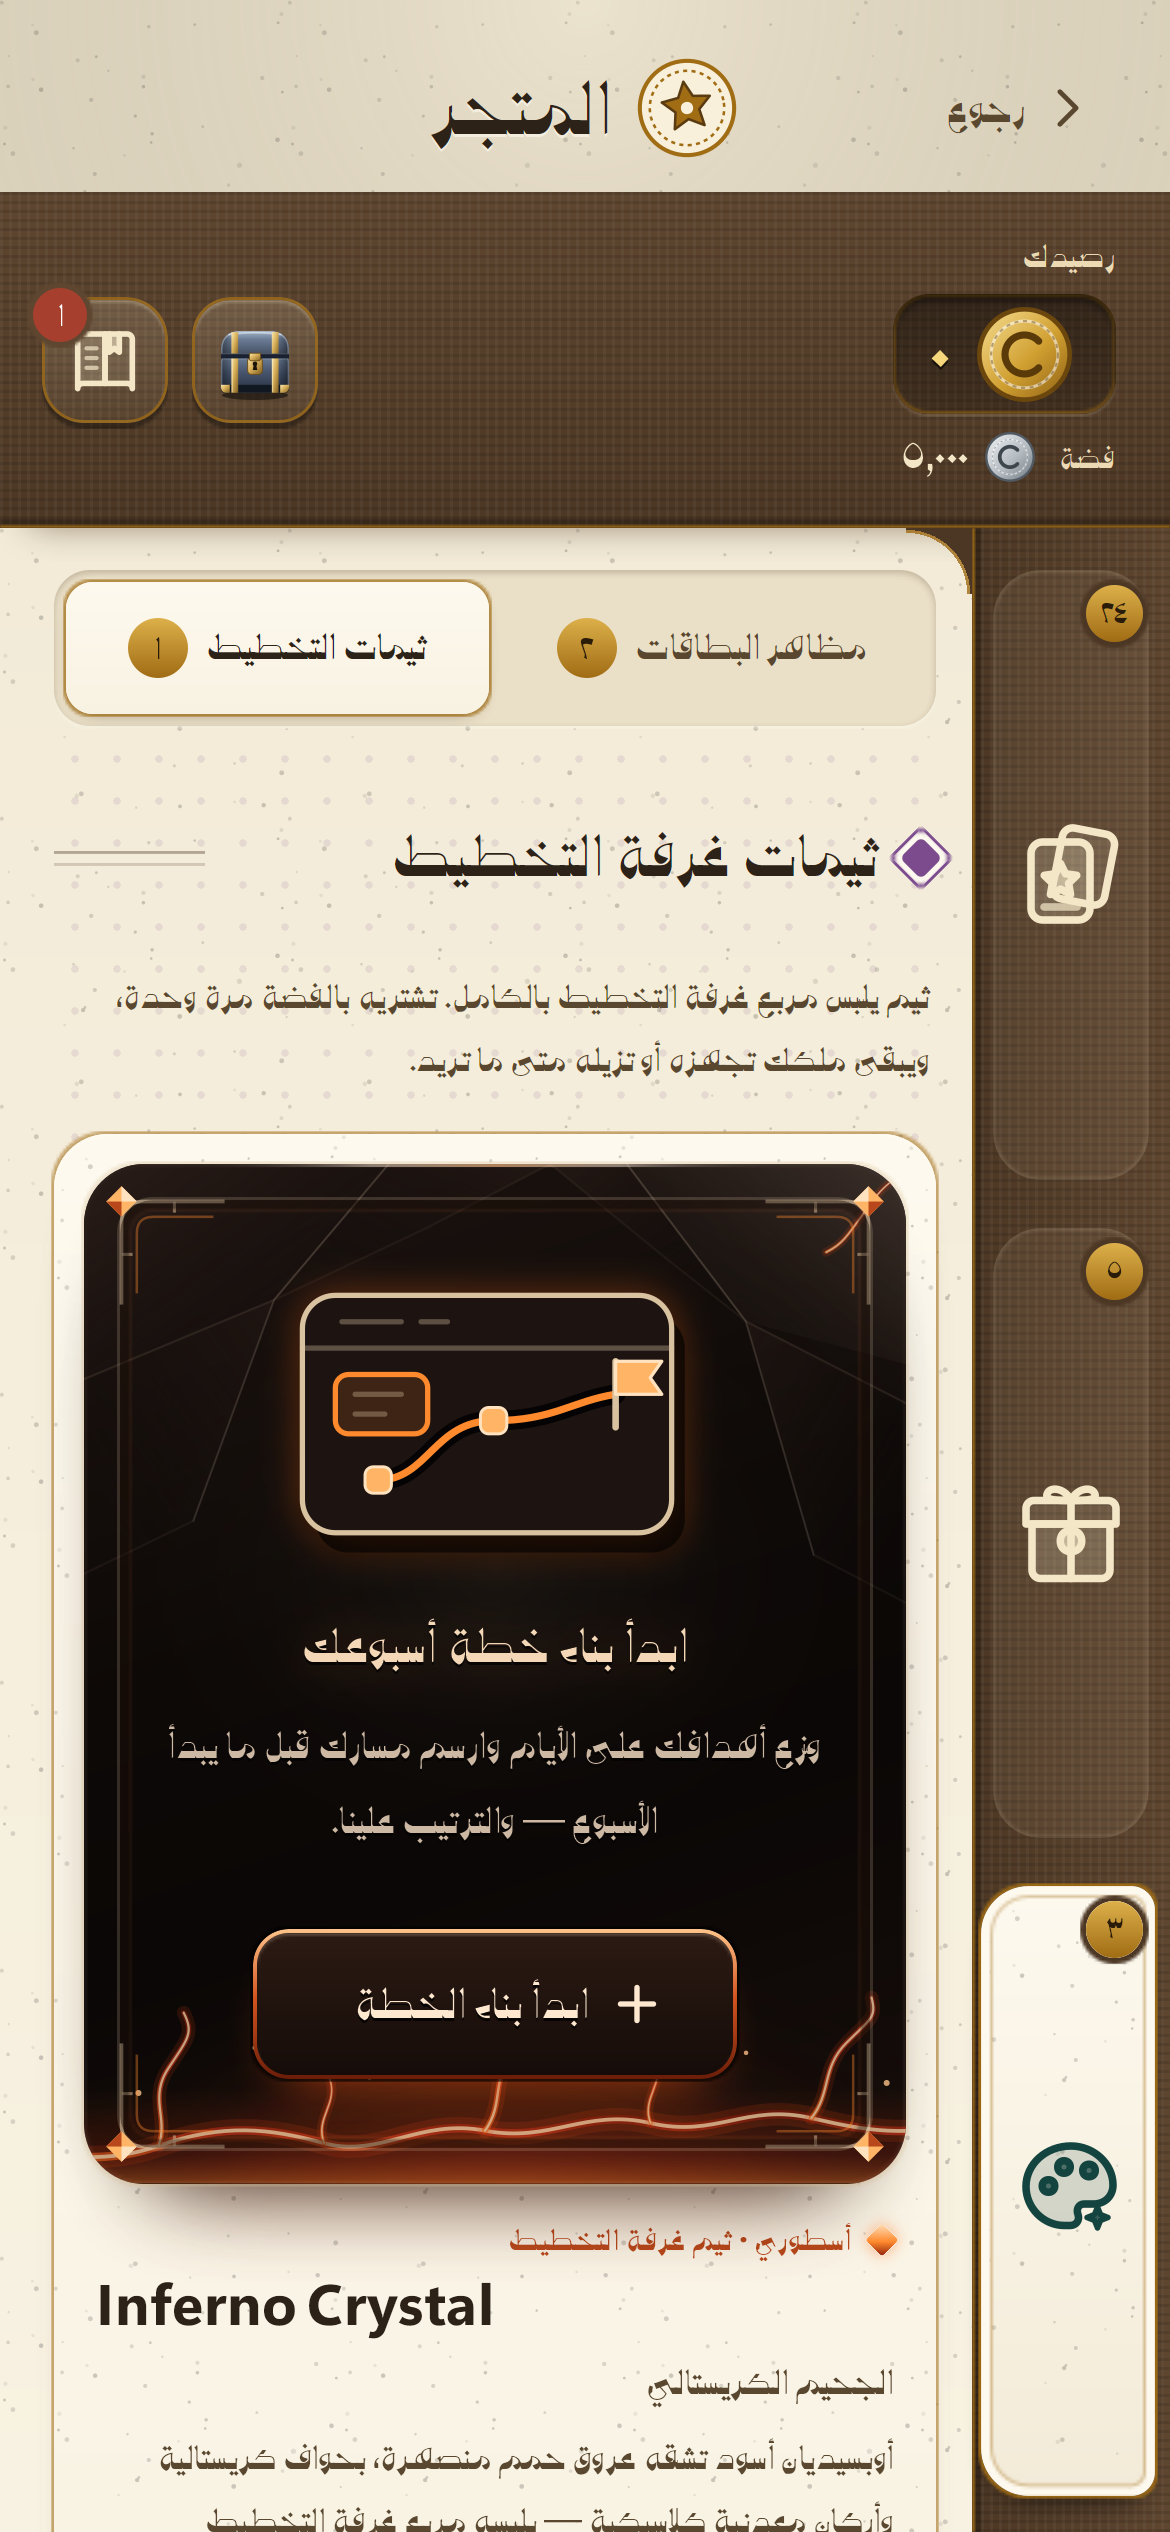 رجوع
المتجر
رصيدك
٠
فضة ٥,٠٠٠
١
٢٤
مظاهر البطاقات ٢
ثيمات التخطيط ١
ثيمات غرفة التخطيط
ثيم يلبس مربع غرفة التخطيط بالكامل. تشتريه بالفضة مرة وحدة،
ويبقى ملكك تجهزه أو تزيله متى ما تريد.
٥
ابدأ بناء خطة أسبوعك
وزع أهدافك على الأيام وارسم مسارك قبل ما يبدأ
الأسبوع — والترتيب علينا.
٣
ابدأ بناء الخطة
أسطوري • ثيم غرفة التخطيط
Inferno Crystal
الجحيم الكريستالي
أوبسيديان أسود تشقه عروق حمم منصهرة، بحواف كريستالية
وأركان معدنية كلاسيكية — يلبسه مربع غرفة التخطيط